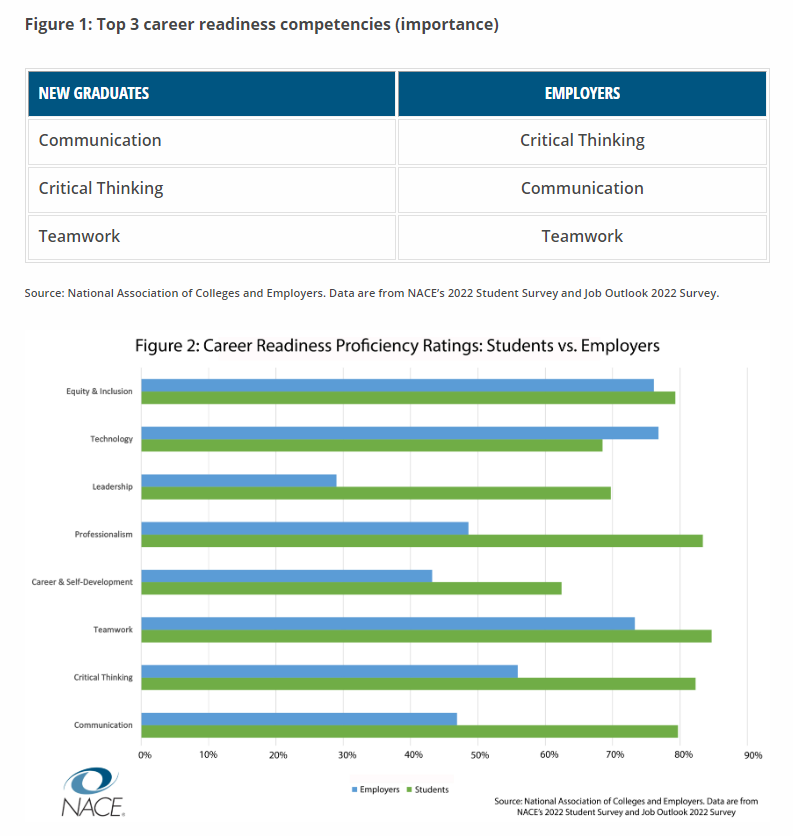 Figure 1: Top 3 career readiness competencies (importance)
NEW GRADUATES EMPLOYERS
Communication Critical Thinking
Critical Thinking Communication
Teamwork Teamwork
Source: National Association of Colleges and Employers. Data are from NACE’s 2022 Student Survey and Job Outlook 2022 Survey.
Figure 2: Career Readiness Proficiency Ratings: Students vs. Employers
Equity & Inclusion
Technology
Leadership
Professionalism
Career & Self-Development
Teamwork
Critical Thinking
Communication
0% 10% 20% 30% 40% 50% 60% 70% 80% 90%
Employers Students
NACE®
Source: National Association of Colleges and Employers. Data are from
NACE’s 2022 Student Survey and Job Outlook 2022 Survey